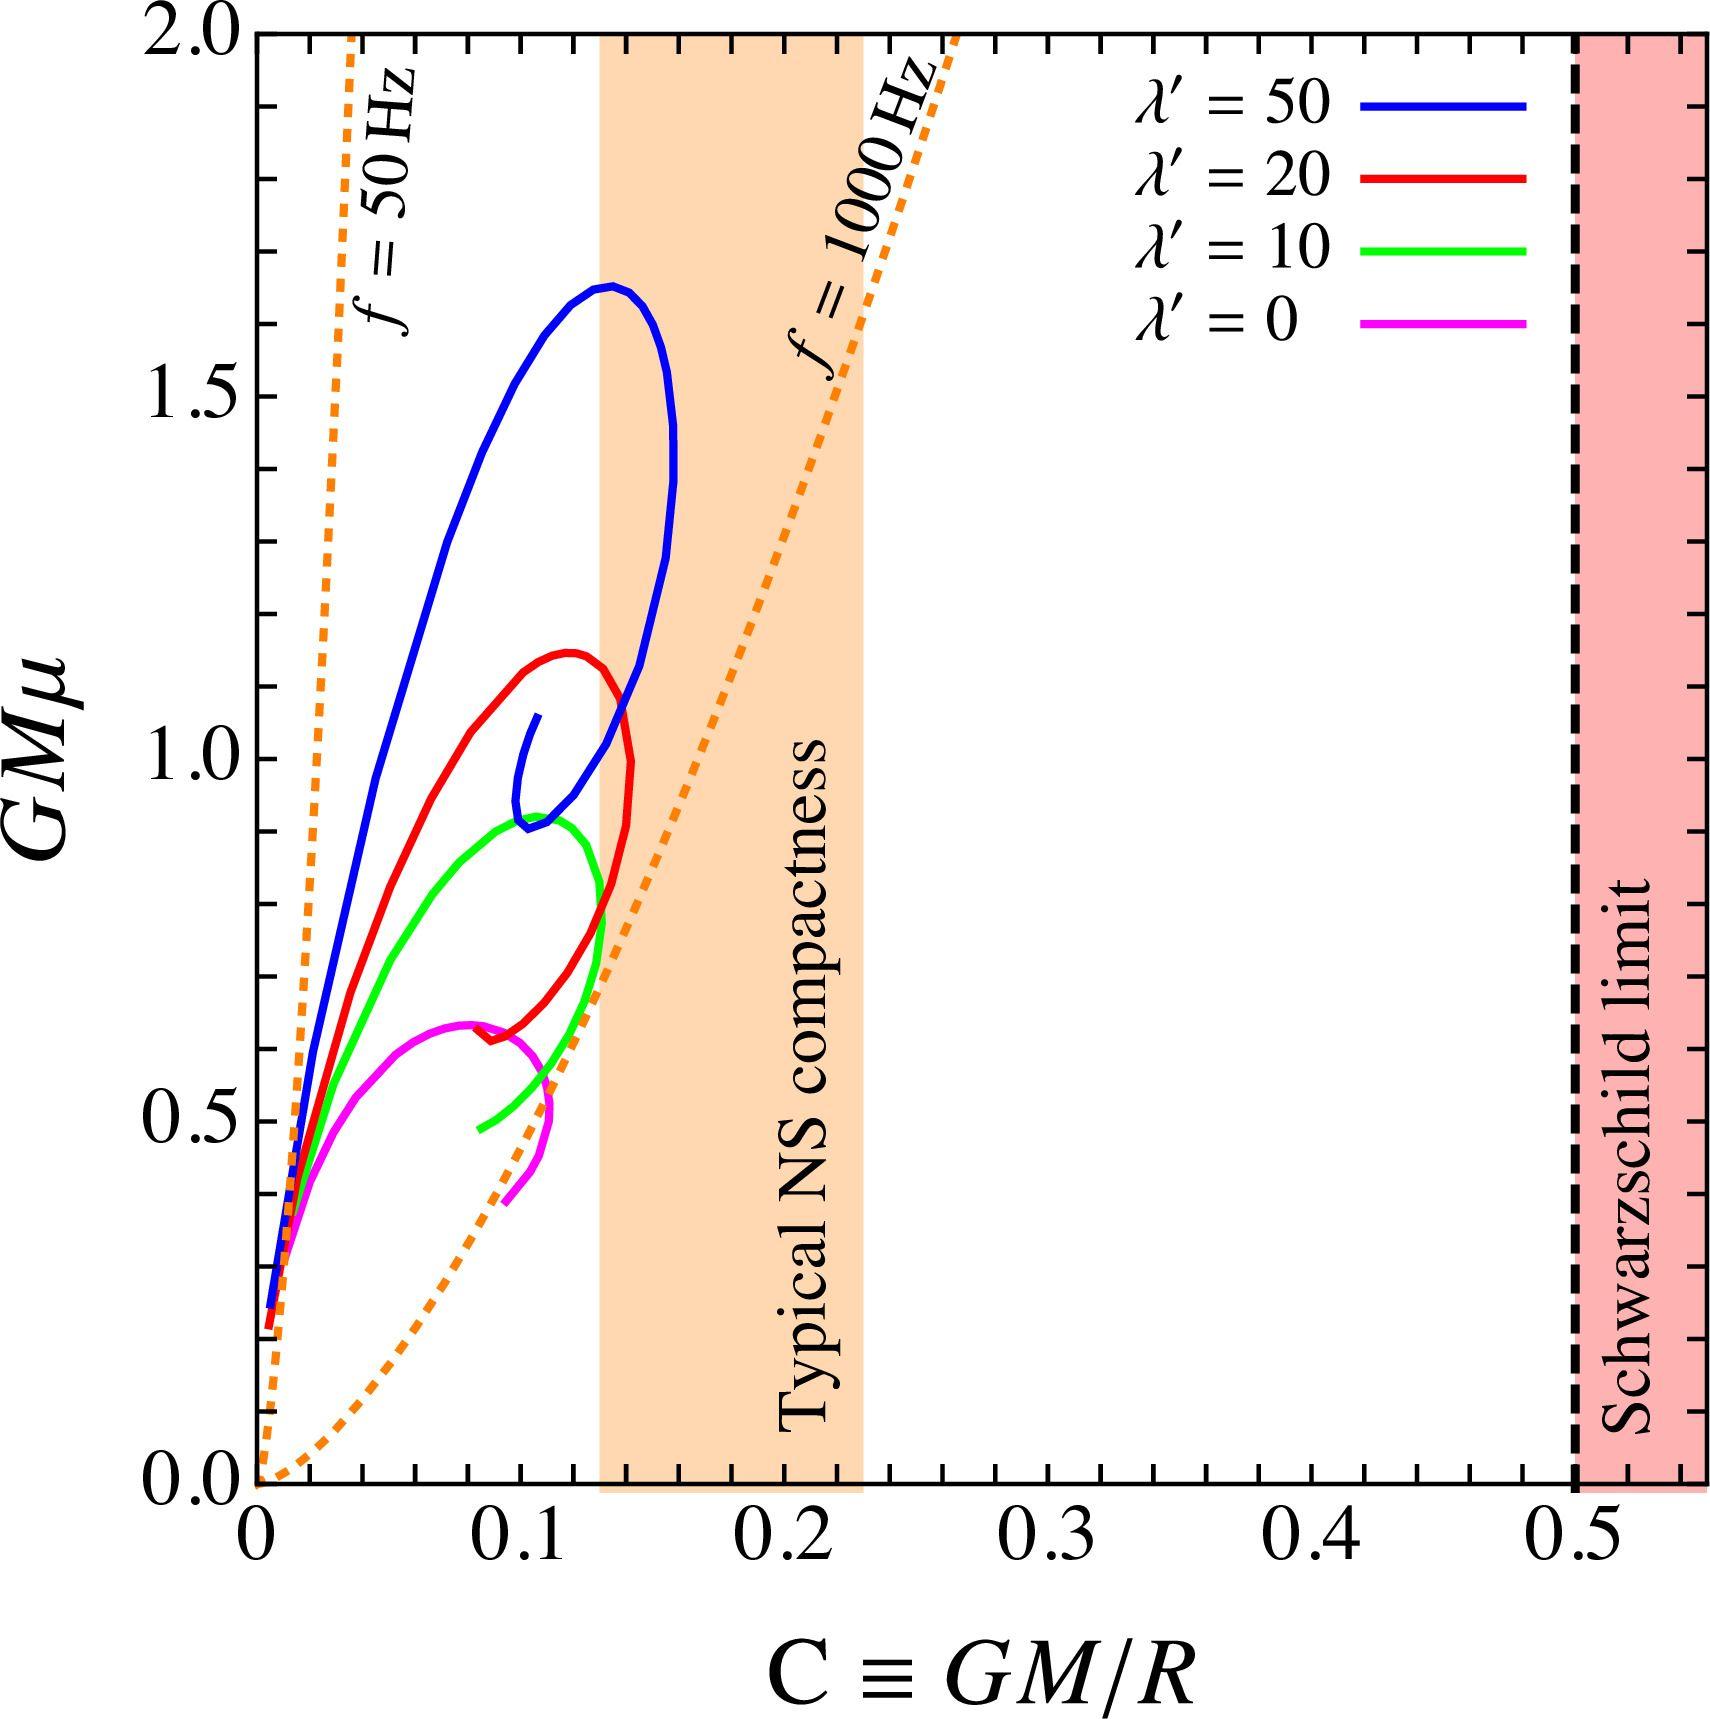 2.0
1.5
1.0
0.5
0.0
GMμ
f = 50 Hz
f = 1000 Hz
λ′ = 50
λ′ = 20
λ′ = 10
λ′ = 0
Typical NS compactness
Schwarzschild limit
0 0.1 0.2 0.3 0.4 0.5
C ≡ GM/R